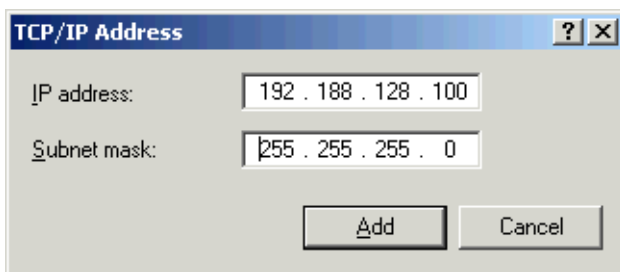 TCP/IP Address
IP address: 192 . 188 . 128 . 100
Subnet mask: 255 . 255 . 255 . 0
Add Cancel